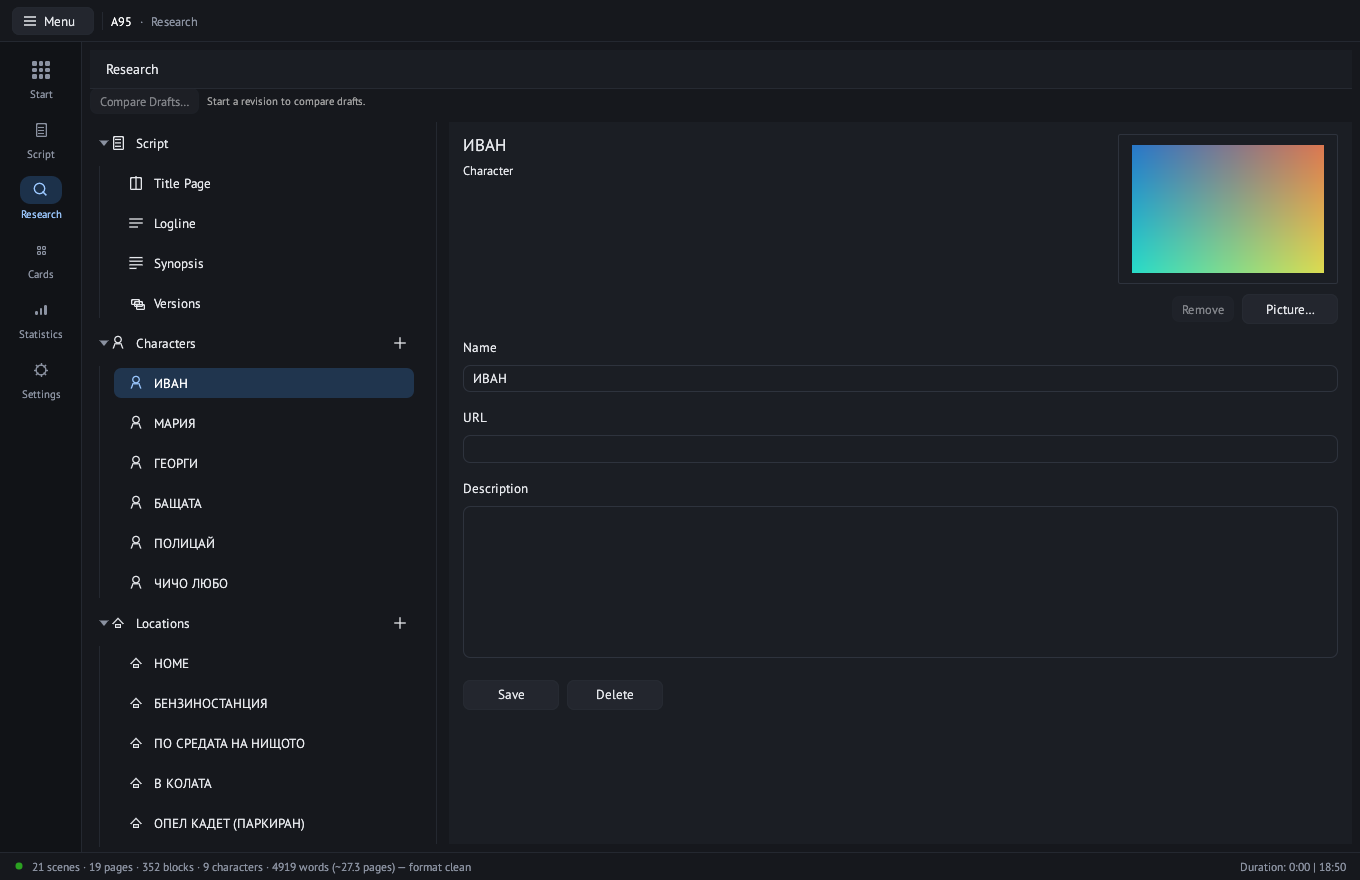 Menu
A95 · Research
Start
Script
Research
Cards
Statistics
Settings
Research
Compare Drafts...
Start a revision to compare drafts.
Script
Title Page
Logline
Synopsis
Versions
Characters
ИВАН
МАРИЯ
ГЕОРГИ
БАЩАТА
ПОЛИЦАЙ
ЧИЧО ЛЮБО
Locations
HOME
БЕНЗИНОСТАНЦИЯ
ПО СРЕДАТА НА НИЩОТО
В КОЛАТА
ОПЕЛ КАДЕТ (ПАРКИРАН)
ИВАН
Character
Remove
Picture...
Name
ИВАН
URL
Description
Save
Delete
21 scenes · 19 pages · 352 blocks · 9 characters · 4919 words (~27.3 pages) — format clean
Duration: 0:00 | 18:50